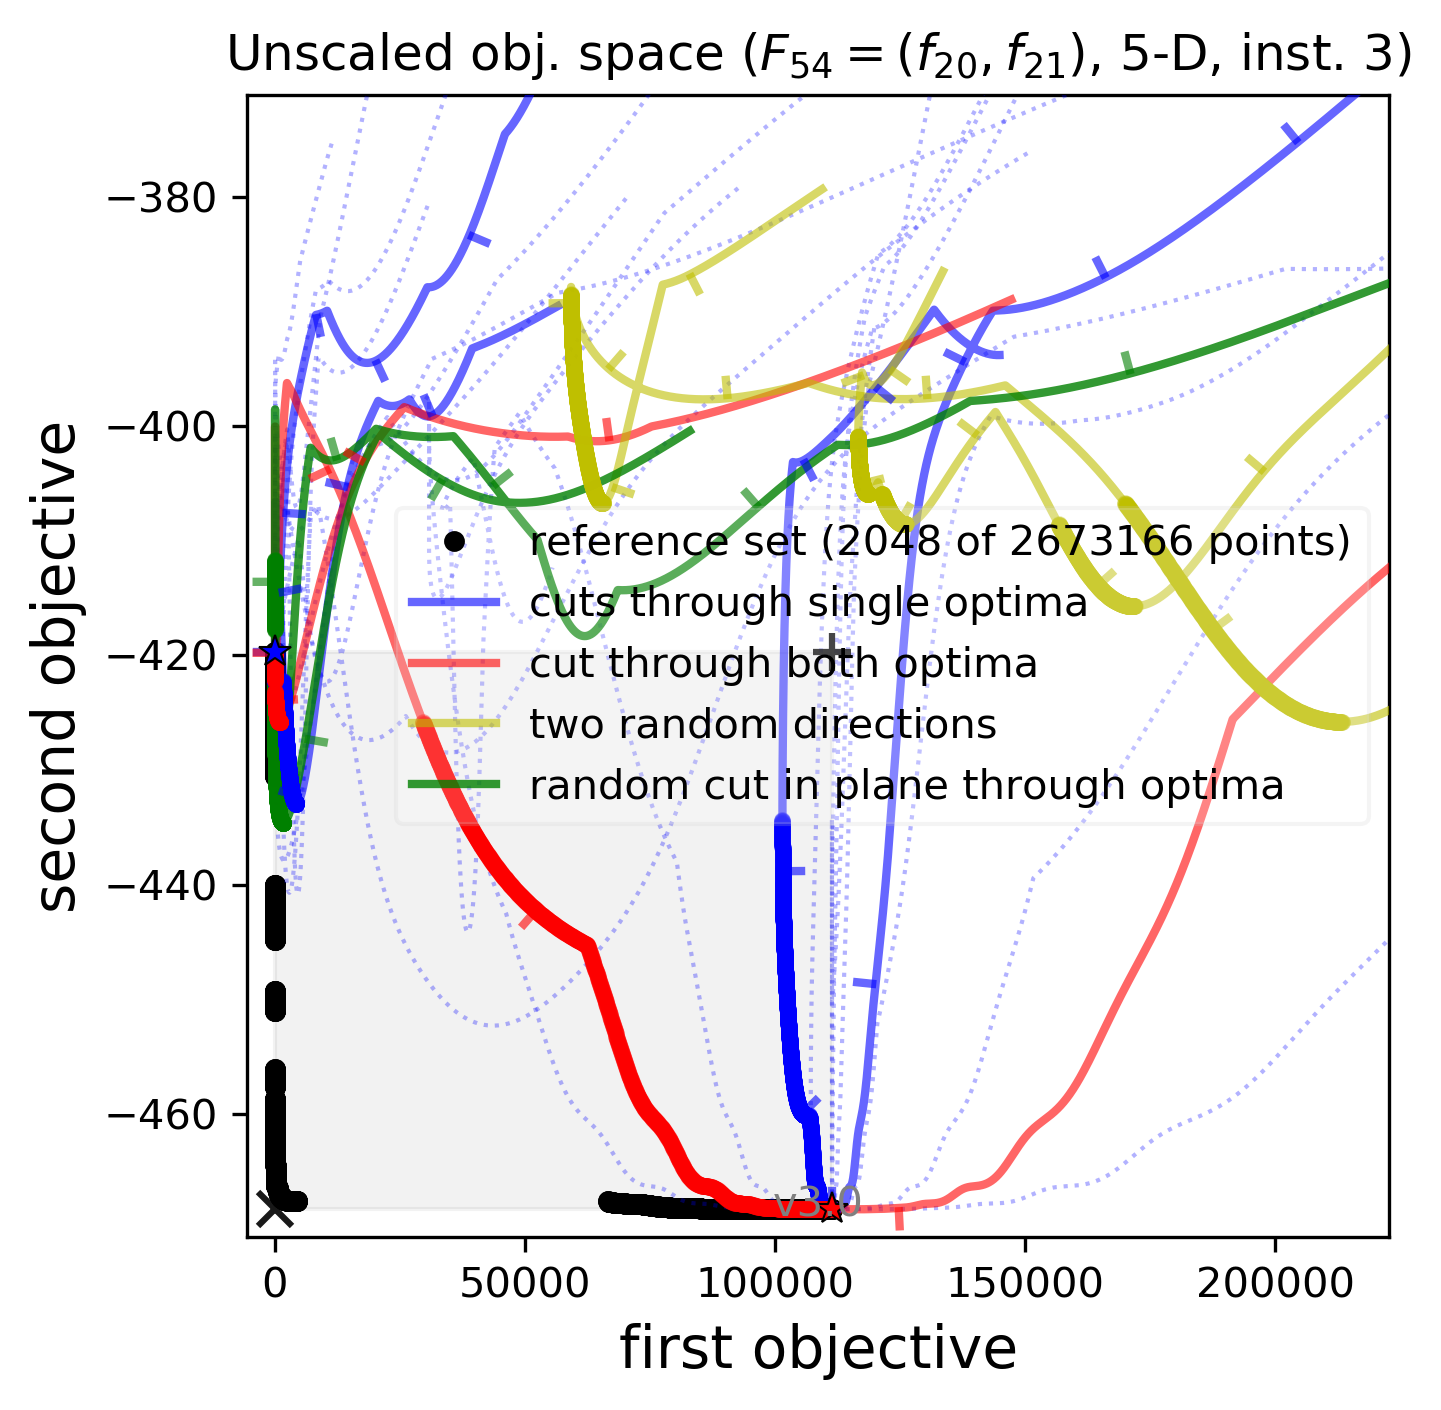 Unscaled obj. space (F₅₄ = (f₂₀, f₂₁), 5-D, inst. 3)
second objective
−380
−400
−420
−440
−460
reference set (2048 of 2673166 points)
cuts through single optima
cut through both optima
two random directions
random cut in plane through optima
v3.0
0 50000 100000 150000 200000
first objective